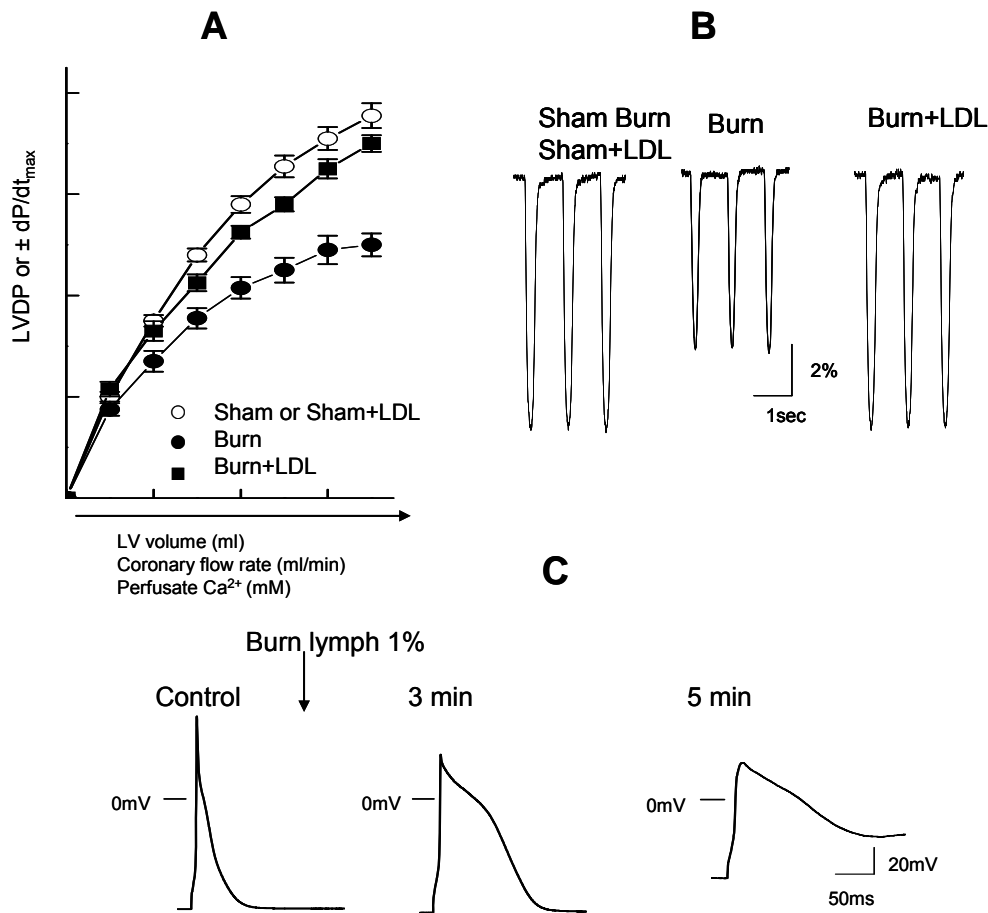 A
LVDP or ± dP/dtmax
Sham or Sham+LDL
Burn
Burn+LDL
LV volume (ml)
Coronary flow rate (ml/min)
Perfusate Ca²⁺ (mM)
B
Sham Burn
Sham+LDL
Burn
Burn+LDL
2%
1sec
C
Burn lymph 1%
Control
3 min
5 min
0mV
0mV
0mV
20mV
50ms